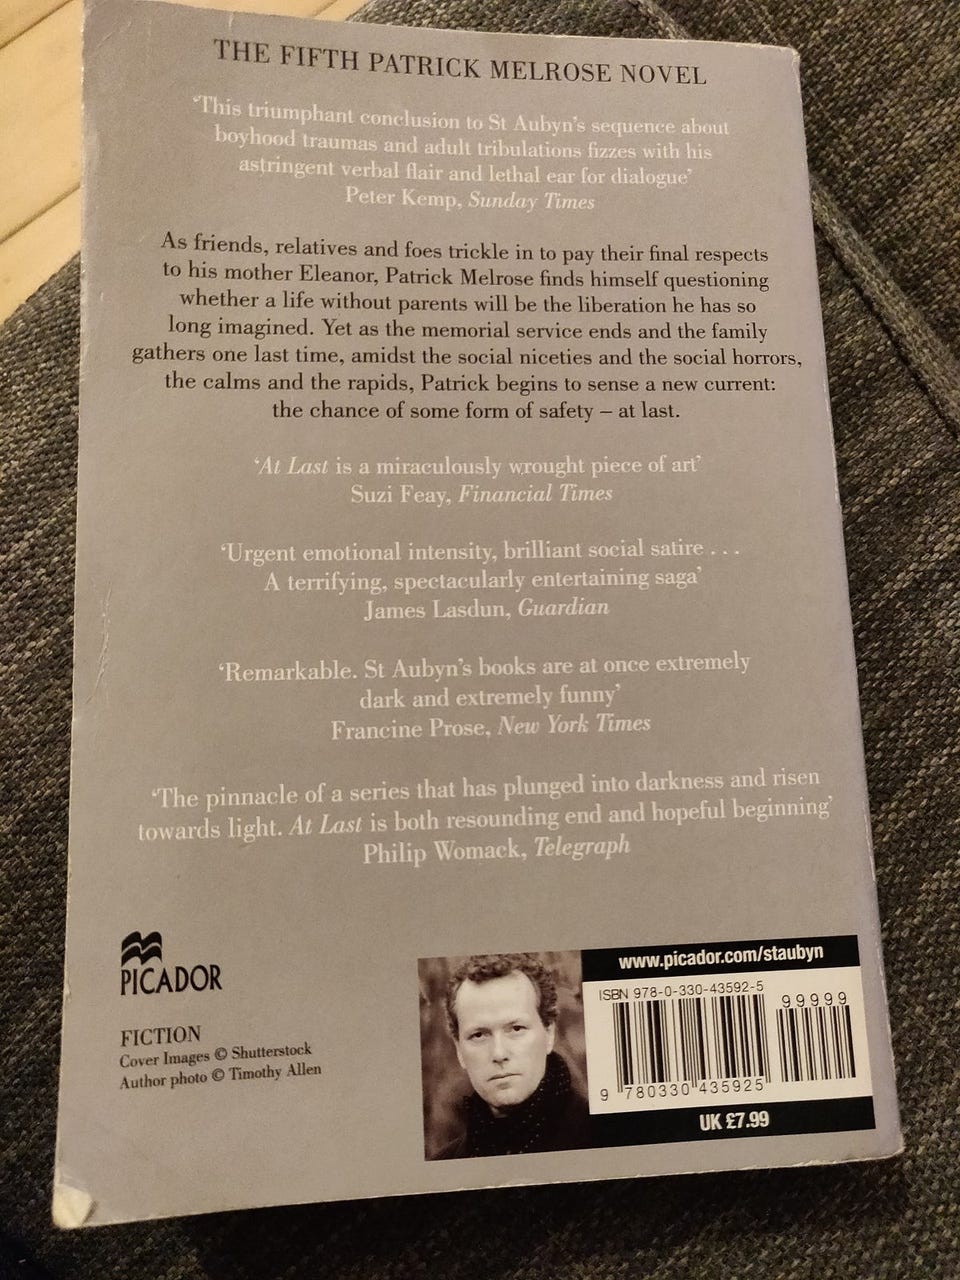 THE FIFTH PATRICK MELROSE NOVEL
‘This triumphant conclusion to St Aubyn’s sequence about
boyhood traumas and adult tribulations fizzes with his
astringent verbal flair and lethal ear for dialogue’
Peter Kemp, Sunday Times
As friends, relatives and foes trickle in to pay their final respects
to his mother Eleanor, Patrick Melrose finds himself questioning
whether a life without parents will be the liberation he has so
long imagined. Yet as the memorial service ends and the family
gathers one last time, amidst the social niceties and the social horrors,
the calms and the rapids, Patrick begins to sense a new current:
the chance of some form of safety – at last.
‘At Last is a miraculously wrought piece of art’
Suzi Feay, Financial Times
‘Urgent emotional intensity, brilliant social satire . . .
A terrifying, spectacularly entertaining saga’
James Lasdun, Guardian
‘Remarkable. St Aubyn’s books are at once extremely
dark and extremely funny’
Francine Prose, New York Times
‘The pinnacle of a series that has plunged into darkness and risen
towards light. At Last is both resounding end and hopeful beginning’
Philip Womack, Telegraph
PICADOR
FICTION
Cover Images © Shutterstock
Author photo © Timothy Allen
www.picador.com/staubyn
ISBN 978-0-330-43592-5
99999
9 780330 435925
UK £7.99